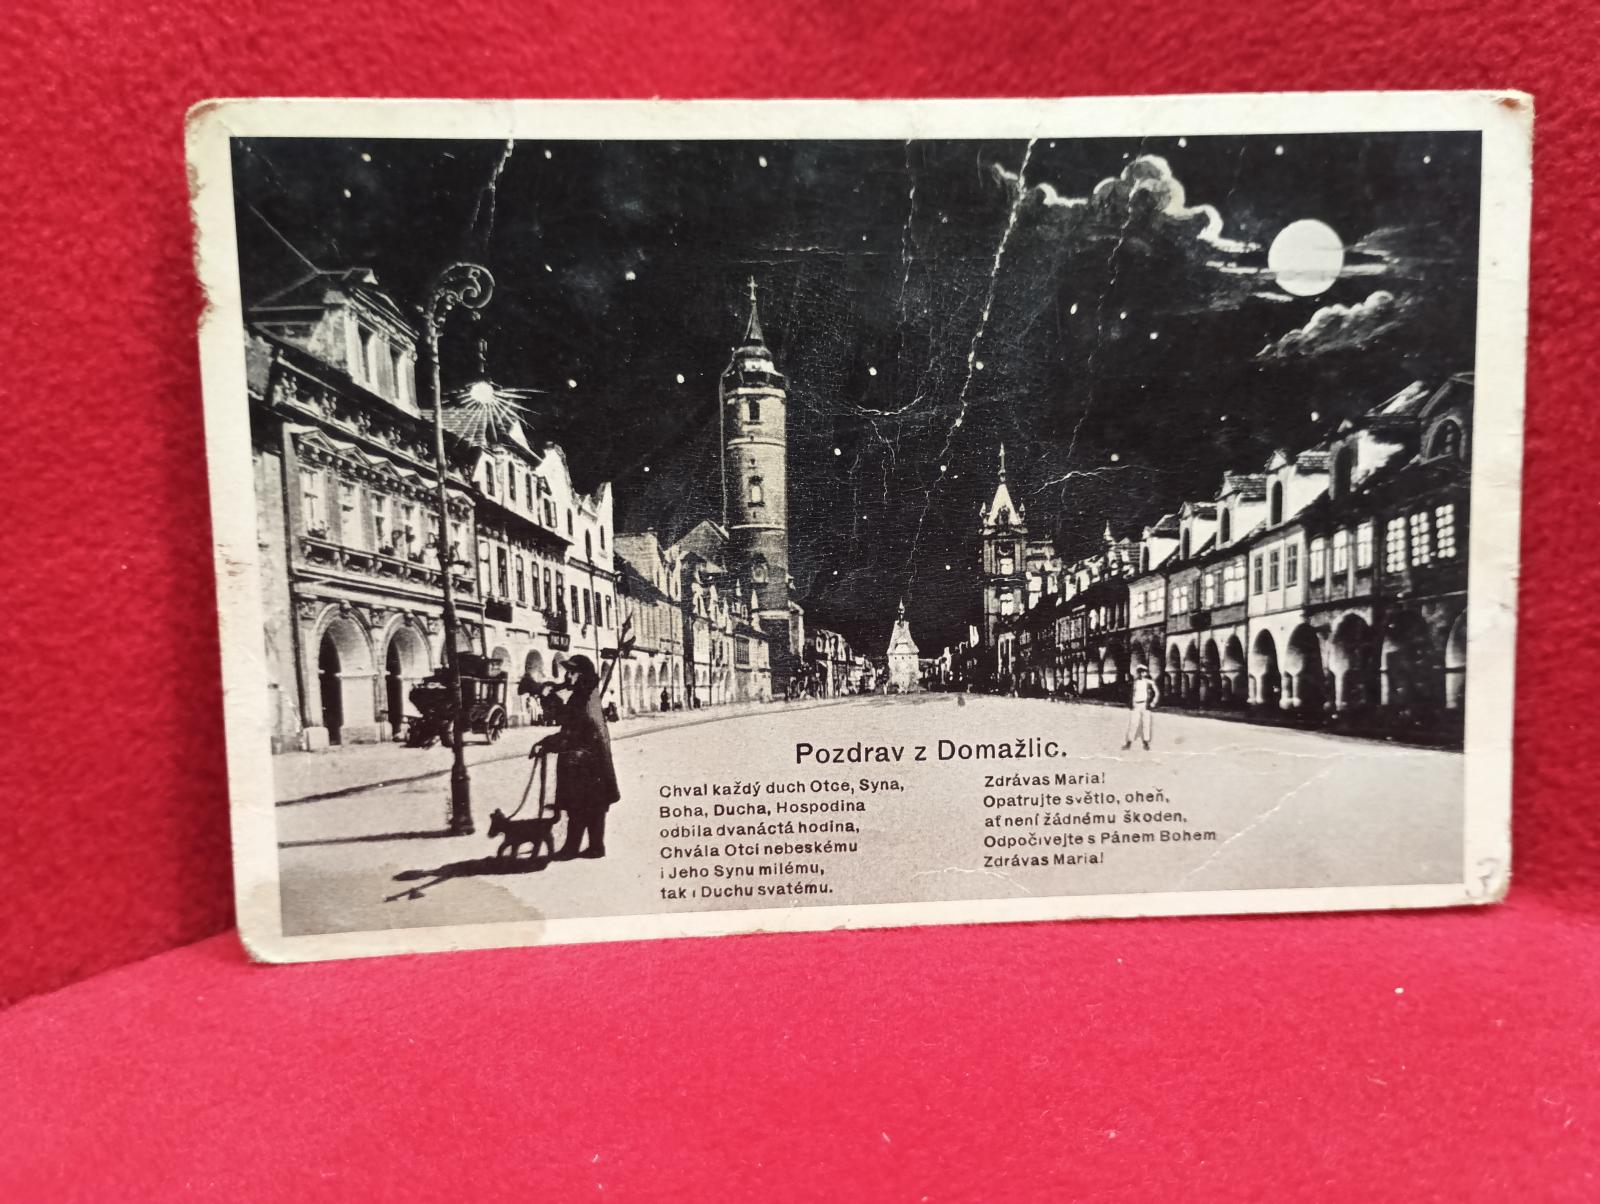 Pozdrav z Domažlic.
Chval každý duch Otce, Syna,
Boha, Ducha, Hospodina
odbila dvanáctá hodina,
Chvála Otci nebeskému
i Jeho Synu milému,
tak i Duchu svatému.
Zdrávas Maria!
Opatrujte světlo, oheň,
ať není žádnému škoden,
Odpočívejte s Pánem Bohem
Zdrávas Maria!